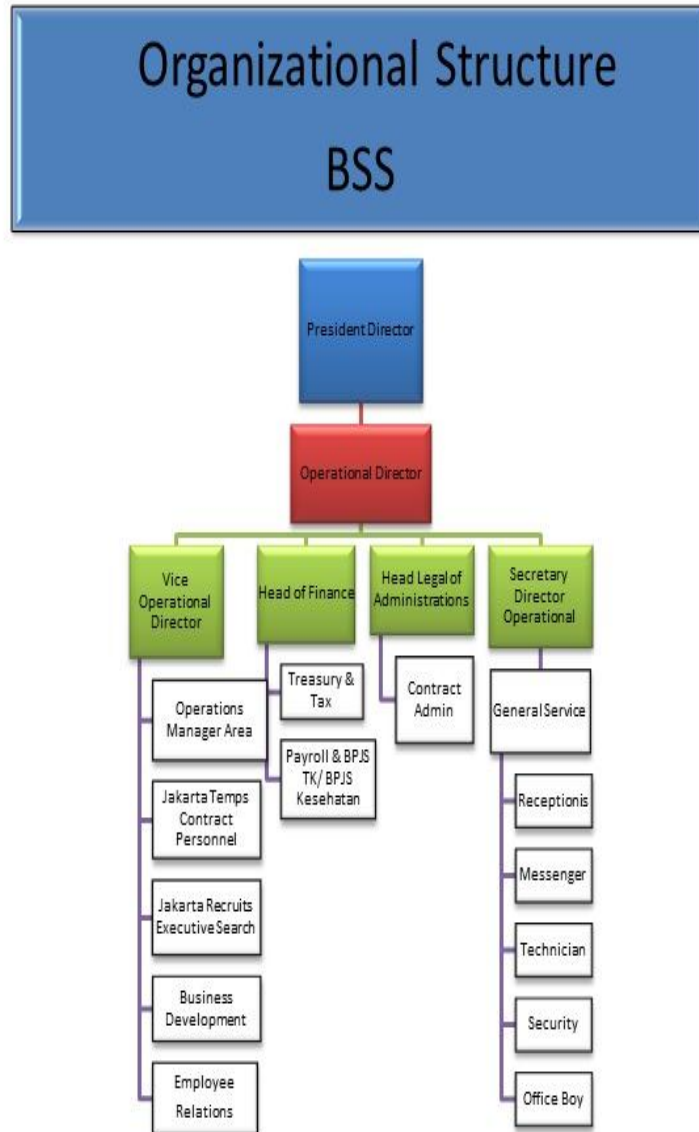 Organizational Structure
BSS
President Director
Operational Director
Vice
Operational
Director
Head of Finance
Head Legal of
Administrations
Secretary
Director
Operational
Operations
Manager Area
Jakarta Temps
Contract
Personnel
Jakarta Recruits
Executive Search
Business
Development
Employee
Relations
Treasury &
Tax
Payroll & BPJS
TK/ BPJS
Kesehatan
Contract
Admin
General Service
Receptionis
Messenger
Technician
Security
Office Boy